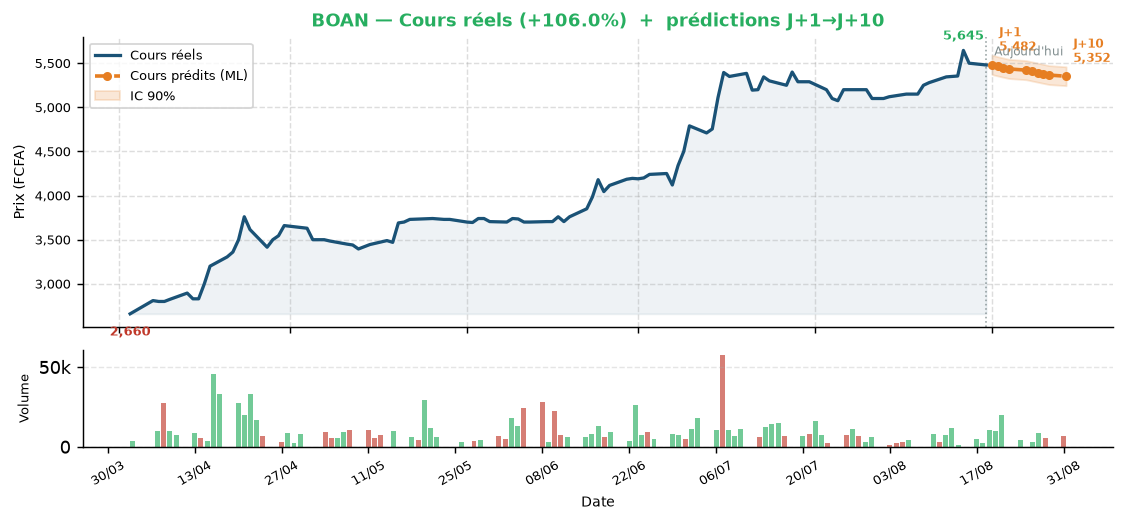 BOAN — Cours réels (+106.0%)  +  prédictions J+1→J+10
Cours réels
Cours prédits (ML)
IC 90%
5,645
J+1
5,482
Aujourd'hui
J+10
5,352
Prix (FCFA)
5,500
5,000
4,500
4,000
3,500
3,000
2,660
Volume
50k
0
30/03
13/04
27/04
11/05
25/05
08/06
22/06
06/07
20/07
03/08
17/08
31/08
Date